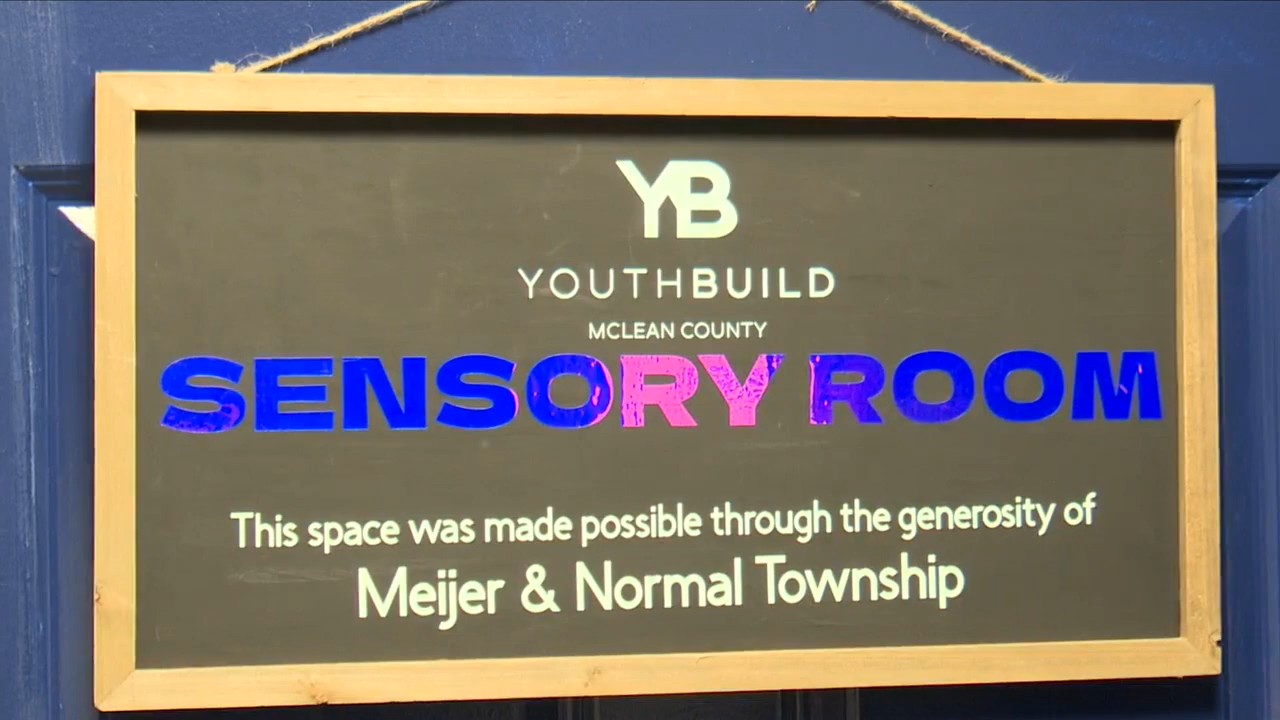 YB
YOUTHBUILD
MCLEAN COUNTY
SENSORY ROOM
This space was made possible through the generosity of
Meijer & Normal Township